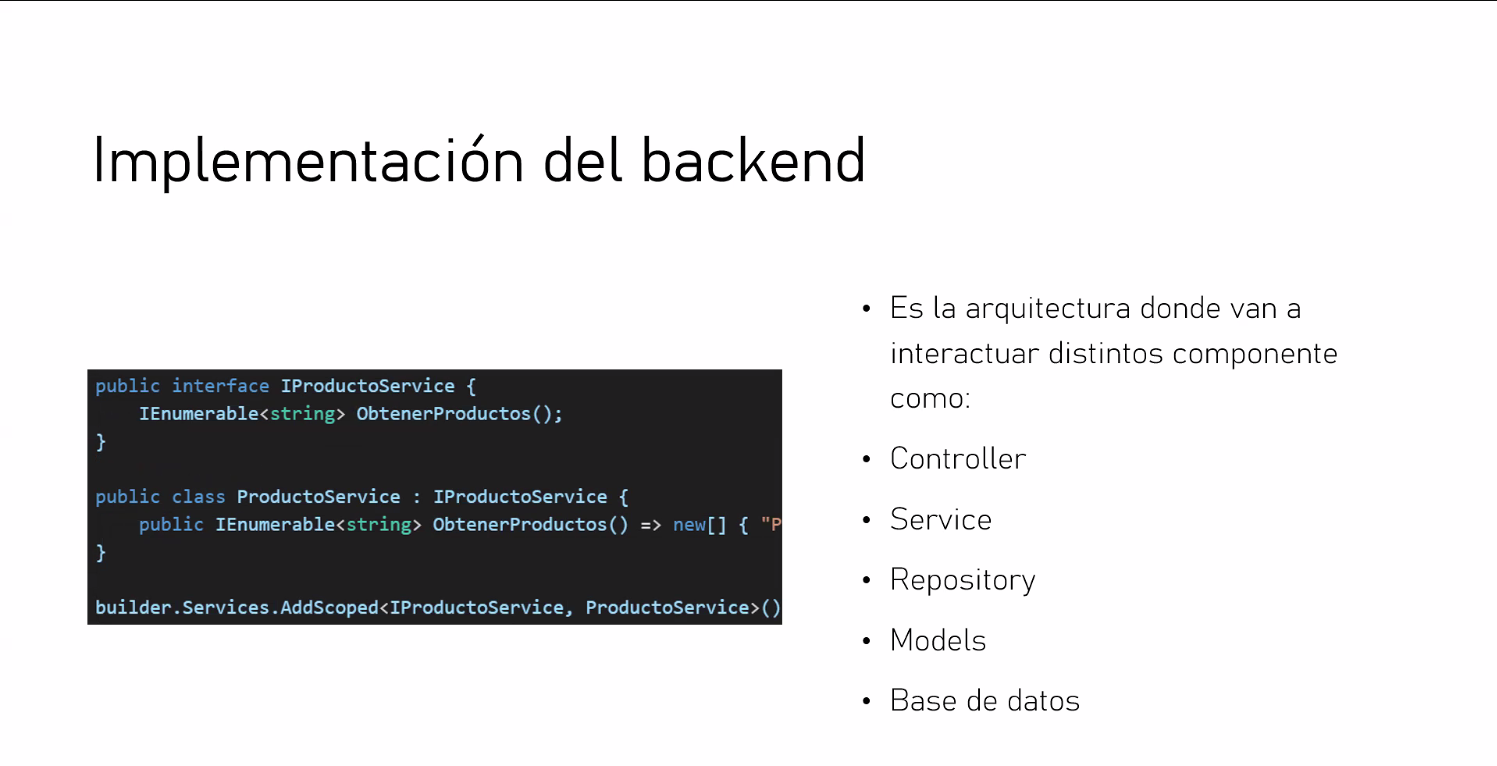 Implementación del backend
public interface IProductoService {
    IEnumerable<string> ObtenerProductos();
}
public class ProductoService : IProductoService {
    public IEnumerable<string> ObtenerProductos() => new[] { "P
}
builder.Services.AddScoped<IProductoService, ProductoService>()
• Es la arquitectura donde van a
interactuar distintos componente
como:
• Controller
• Service
• Repository
• Models
• Base de datos